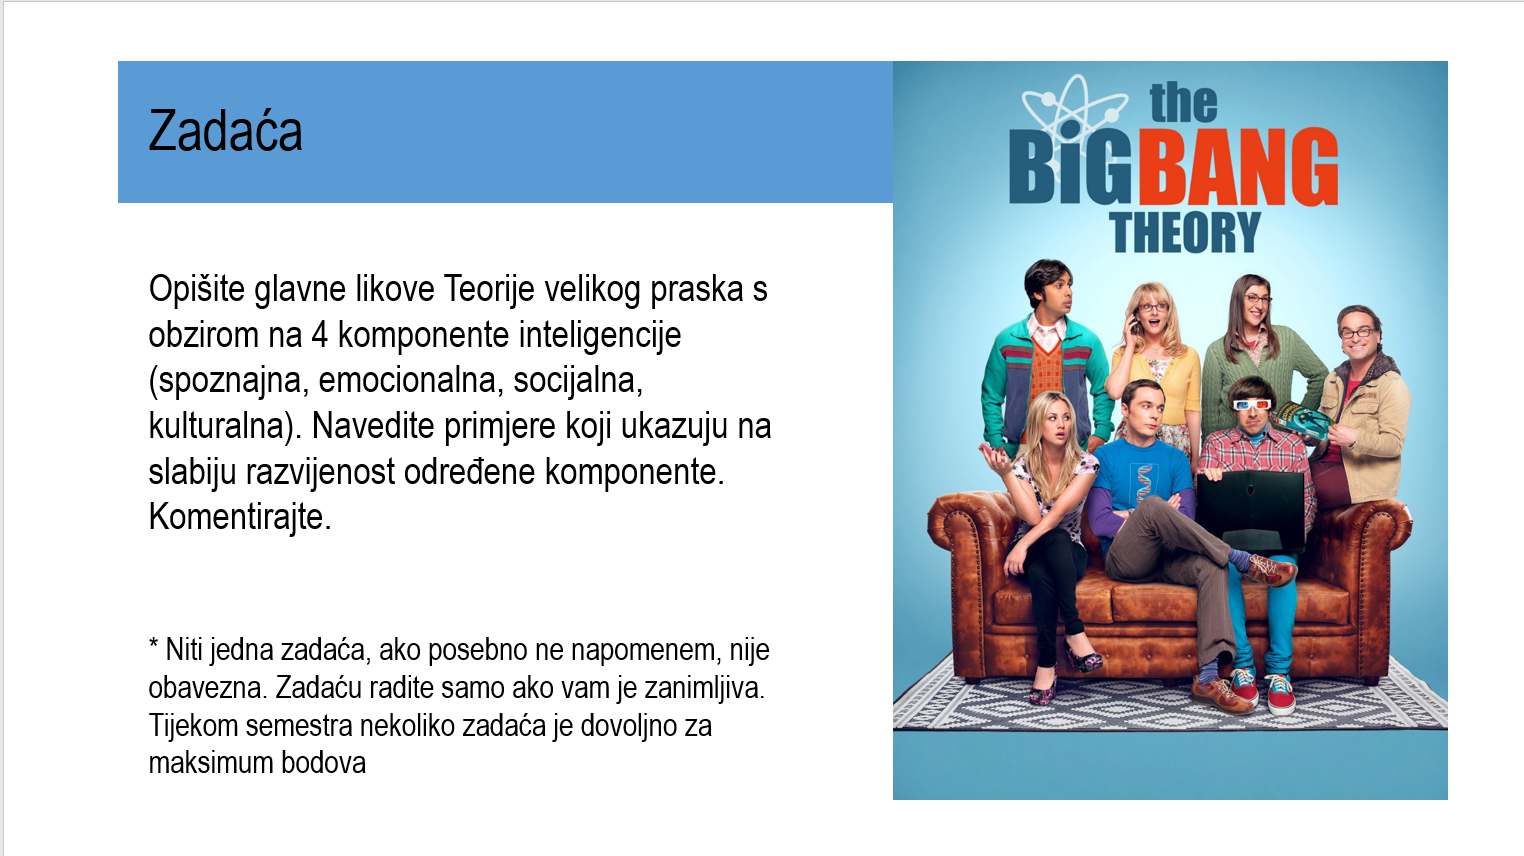 Zadaća
Opišite glavne likove Teorije velikog praska s
obzirom na 4 komponente inteligencije
(spoznajna, emocionalna, socijalna,
kulturalna). Navedite primjere koji ukazuju na
slabiju razvijenost određene komponente.
Komentirajte.
* Niti jedna zadaća, ako posebno ne napomenem, nije
obavezna. Zadaću radite samo ako vam je zanimljiva.
Tijekom semestra nekoliko zadaća je dovoljno za
maksimum bodova
the
BiGBANG
THEORY